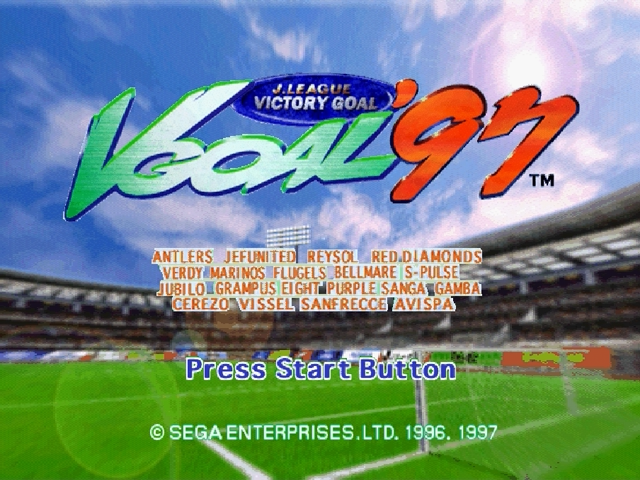 J.LEAGUE
VICTORY GOAL
VGOAL '97 TM
ANTLERS JEFUNITED REYSOL RED DIAMONDS
VERDY MARINOS FLUGELS BELLMARE S-PULSE
JUBILO GRAMPUS EIGHT PURPLE SANGA GAMBA
CEREZO VISSEL SANFRECCE AVISPA
Press Start Button
© SEGA ENTERPRISES.LTD. 1996. 1997